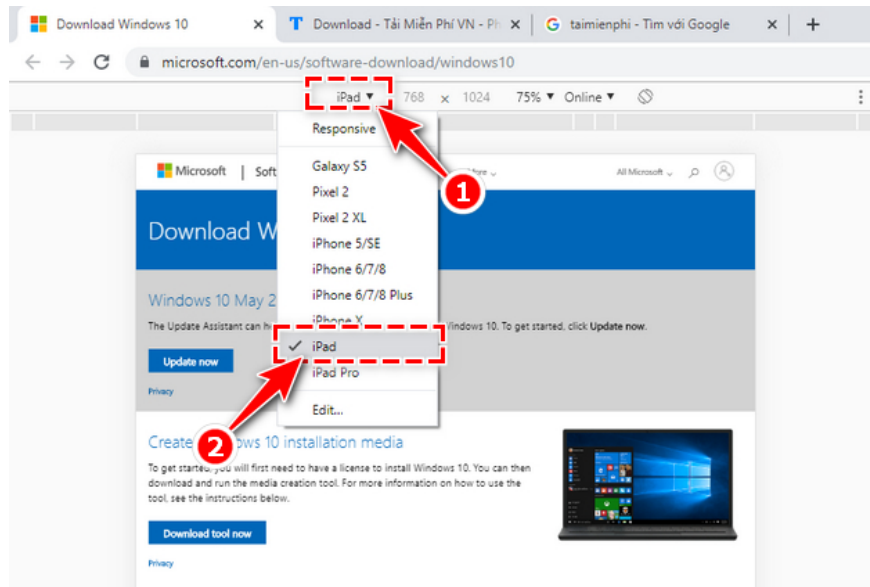 Download Windows 10
Download - Tải Miễn Phí VN - Ph
taimienphi - Tìm với Google
microsoft.com/en-us/software-download/windows10
iPad 768 x 1024 75% Online
Responsive
Galaxy S5
Pixel 2
Pixel 2 XL
iPhone 5/SE
iPhone 6/7/8
iPhone 6/7/8 Plus
iPhone X
iPad
iPad Pro
Edit...
1
2
Microsoft | Soft
All Microsoft
Download W
Windows 10 May 2
The Update Assistant can h
Windows 10. To get started, click Update now.
Update now
Privacy
Create ows 10 installation media
To get started, you will first need to have a license to install Windows 10. You can then
download and run the media creation tool. For more information on how to use the
tool, see the instructions below.
Download tool now
Privacy